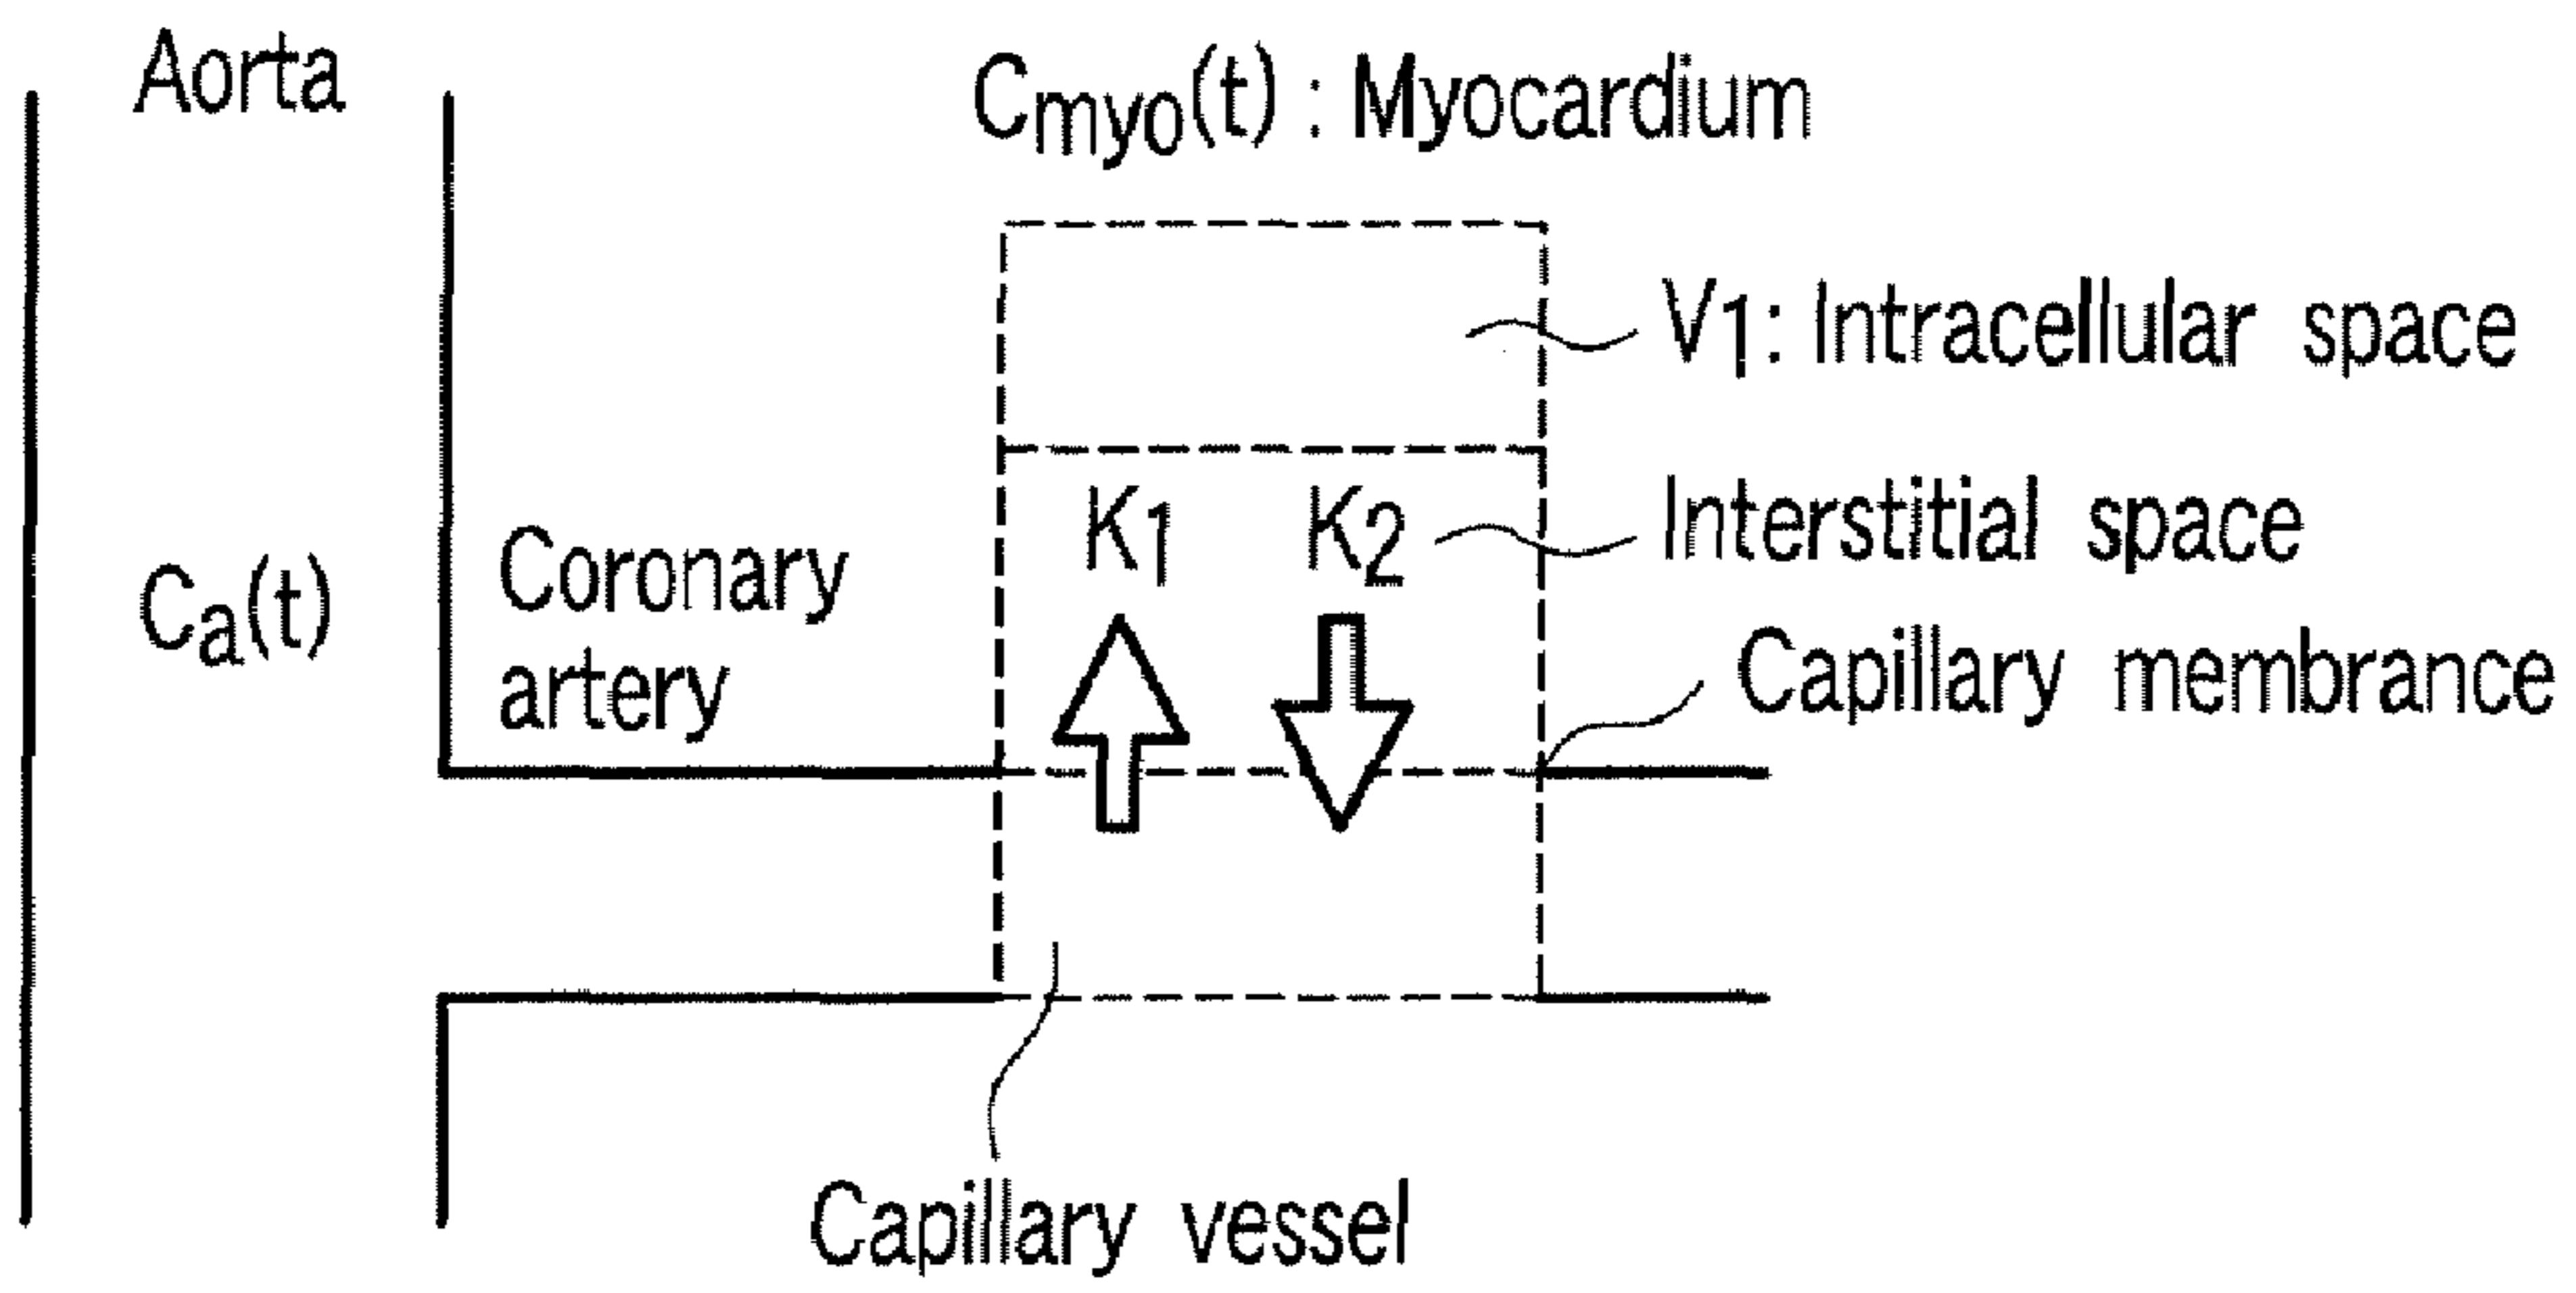 Aorta
Cmyo(t) : Myocardium
V1: Intracellular space
K1 K2
Interstitial space
Coronary
artery
Ca(t)
Capillary membrance
Capillary vessel